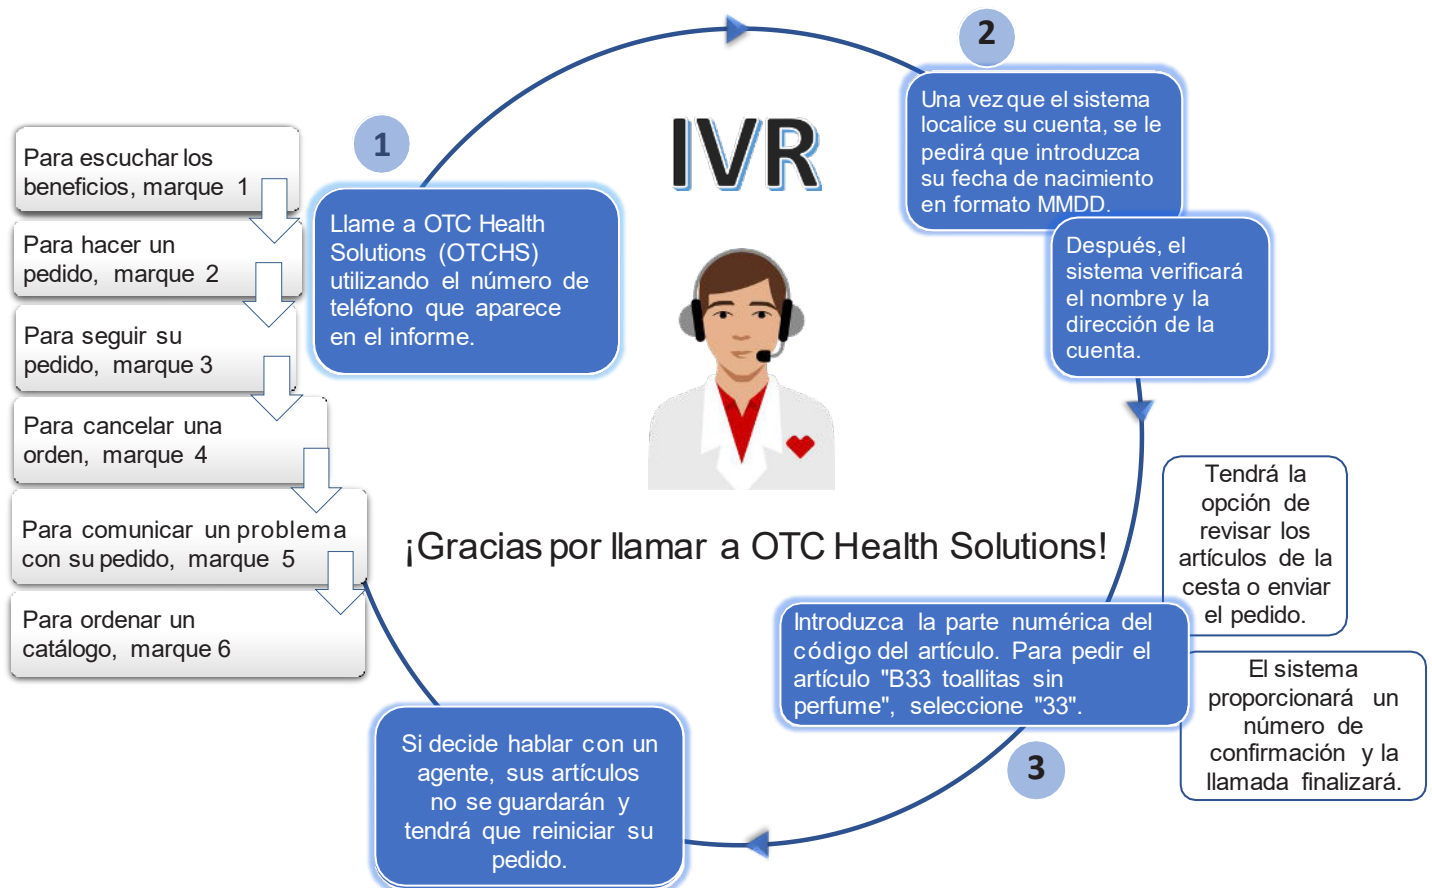 IVR
1
Llame a OTC Health
Solutions (OTCHS)
utilizando el número de
teléfono que aparece
en el informe.
Para escuchar los
beneficios, marque 1
Para hacer un
pedido, marque 2
Para seguir su
pedido, marque 3
Para cancelar una
orden, marque 4
Para comunicar un problema
con su pedido, marque 5
Para ordenar un
catálogo, marque 6
2
Una vez que el sistema
localice su cuenta, se le
pedirá que introduzca
su fecha de nacimiento
en formato MMDD.
Después, el
sistema verificará
el nombre y la
dirección de la
cuenta.
¡Gracias por llamar a OTC Health Solutions!
3
Introduzca la parte numérica del
código del artículo. Para pedir el
artículo "B33 toallitas sin
perfume", seleccione "33".
Tendrá la
opción de
revisar los
artículos de la
cesta o enviar
el pedido.
El sistema
proporcionará un
número de
confirmación y la
llamada finalizará.
Si decide hablar con un
agente, sus artículos
no se guardarán y
tendrá que reiniciar su
pedido.